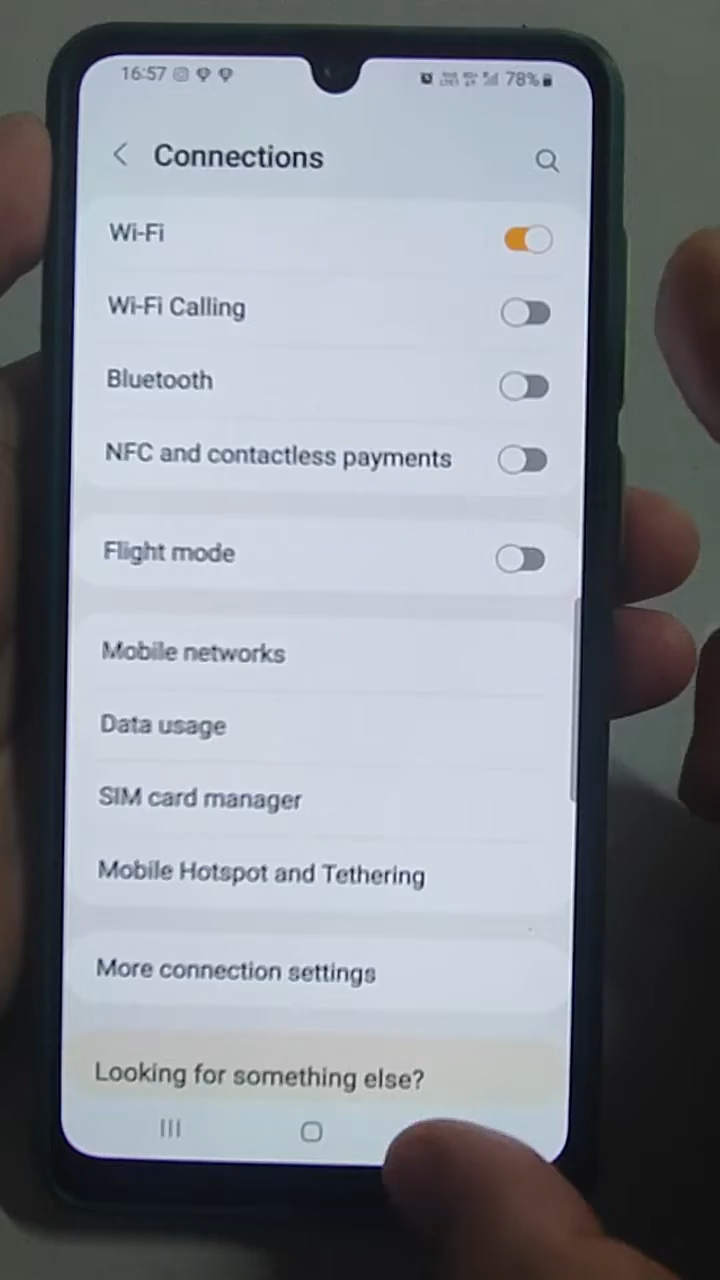 16:57 78%
Connections
Wi-Fi
Wi-Fi Calling
Bluetooth
NFC and contactless payments
Flight mode
Mobile networks
Data usage
SIM card manager
Mobile Hotspot and Tethering
More connection settings
Looking for something else?